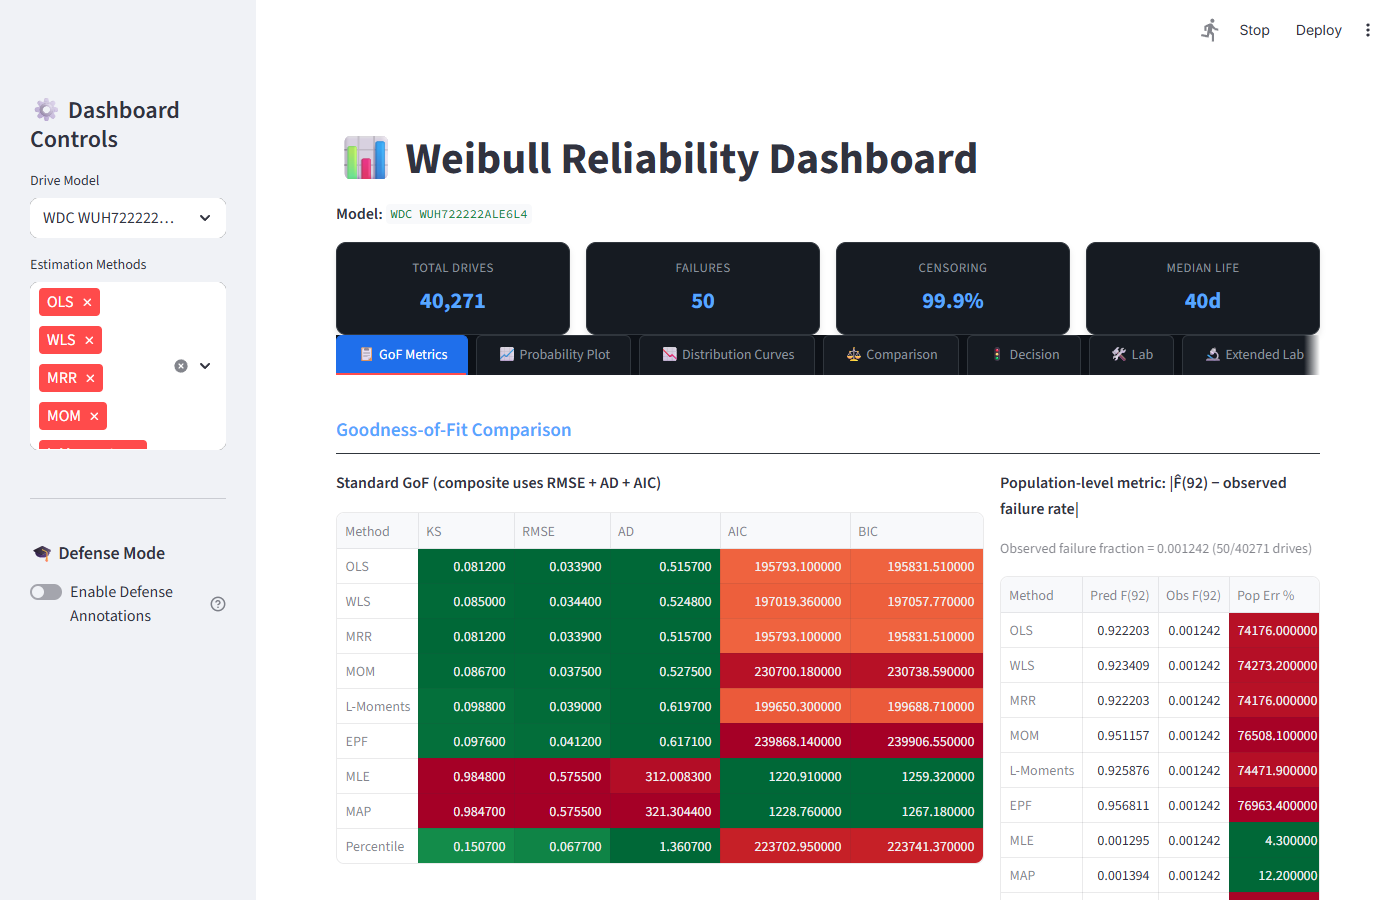 Stop
Deploy
Dashboard
Controls
Drive Model
WDC WUH722222...
Estimation Methods
OLS
WLS
MRR
MOM
Defense Mode
Enable Defense
Annotations
Weibull Reliability Dashboard
Model: WDC WUH722222ALE6L4
TOTAL DRIVES
40,271
FAILURES
50
CENSORING
99.9%
MEDIAN LIFE
40d
GoF Metrics
Probability Plot
Distribution Curves
Comparison
Decision
Lab
Extended Lab
Goodness-of-Fit Comparison
Standard GoF (composite uses RMSE + AD + AIC)
Method KS RMSE AD AIC BIC
OLS 0.081200 0.033900 0.515700 195793.100000 195831.510000
WLS 0.085000 0.034400 0.524800 197019.360000 197057.770000
MRR 0.081200 0.033900 0.515700 195793.100000 195831.510000
MOM 0.086700 0.037500 0.527500 230700.180000 230738.590000
L-Moments 0.098800 0.039000 0.619700 199650.300000 199688.710000
EPF 0.097600 0.041200 0.617100 239868.140000 239906.550000
MLE 0.984800 0.575500 312.008300 1220.910000 1259.320000
MAP 0.984700 0.575500 321.304400 1228.760000 1267.180000
Percentile 0.150700 0.067700 1.360700 223702.950000 223741.370000
Population-level metric: |F̂(92) − observed
failure rate|
Observed failure fraction = 0.001242 (50/40271 drives)
Method Pred F(92) Obs F(92) Pop Err %
OLS 0.922203 0.001242 74176.000000
WLS 0.923409 0.001242 74273.200000
MRR 0.922203 0.001242 74176.000000
MOM 0.951157 0.001242 76508.100000
L-Moments 0.925876 0.001242 74471.900000
EPF 0.956811 0.001242 76963.400000
MLE 0.001295 0.001242 4.300000
MAP 0.001394 0.001242 12.200000